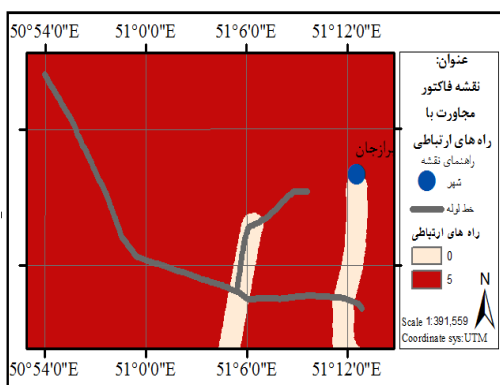 50°54'0"E 51°0'0"E 51°6'0"E 51°12'0"E
برازجان
50°54'0"E 51°0'0"E 51°6'0"E 51°12'0"E
عنوان:
نقشه فاکتور
مجاورت با
راه های ارتباطی
راهنمای نقشه
شهر
خط لوله
راه های ارتباطی
0
5
N
Scale 1:391,559
Coordinate sys:UTM